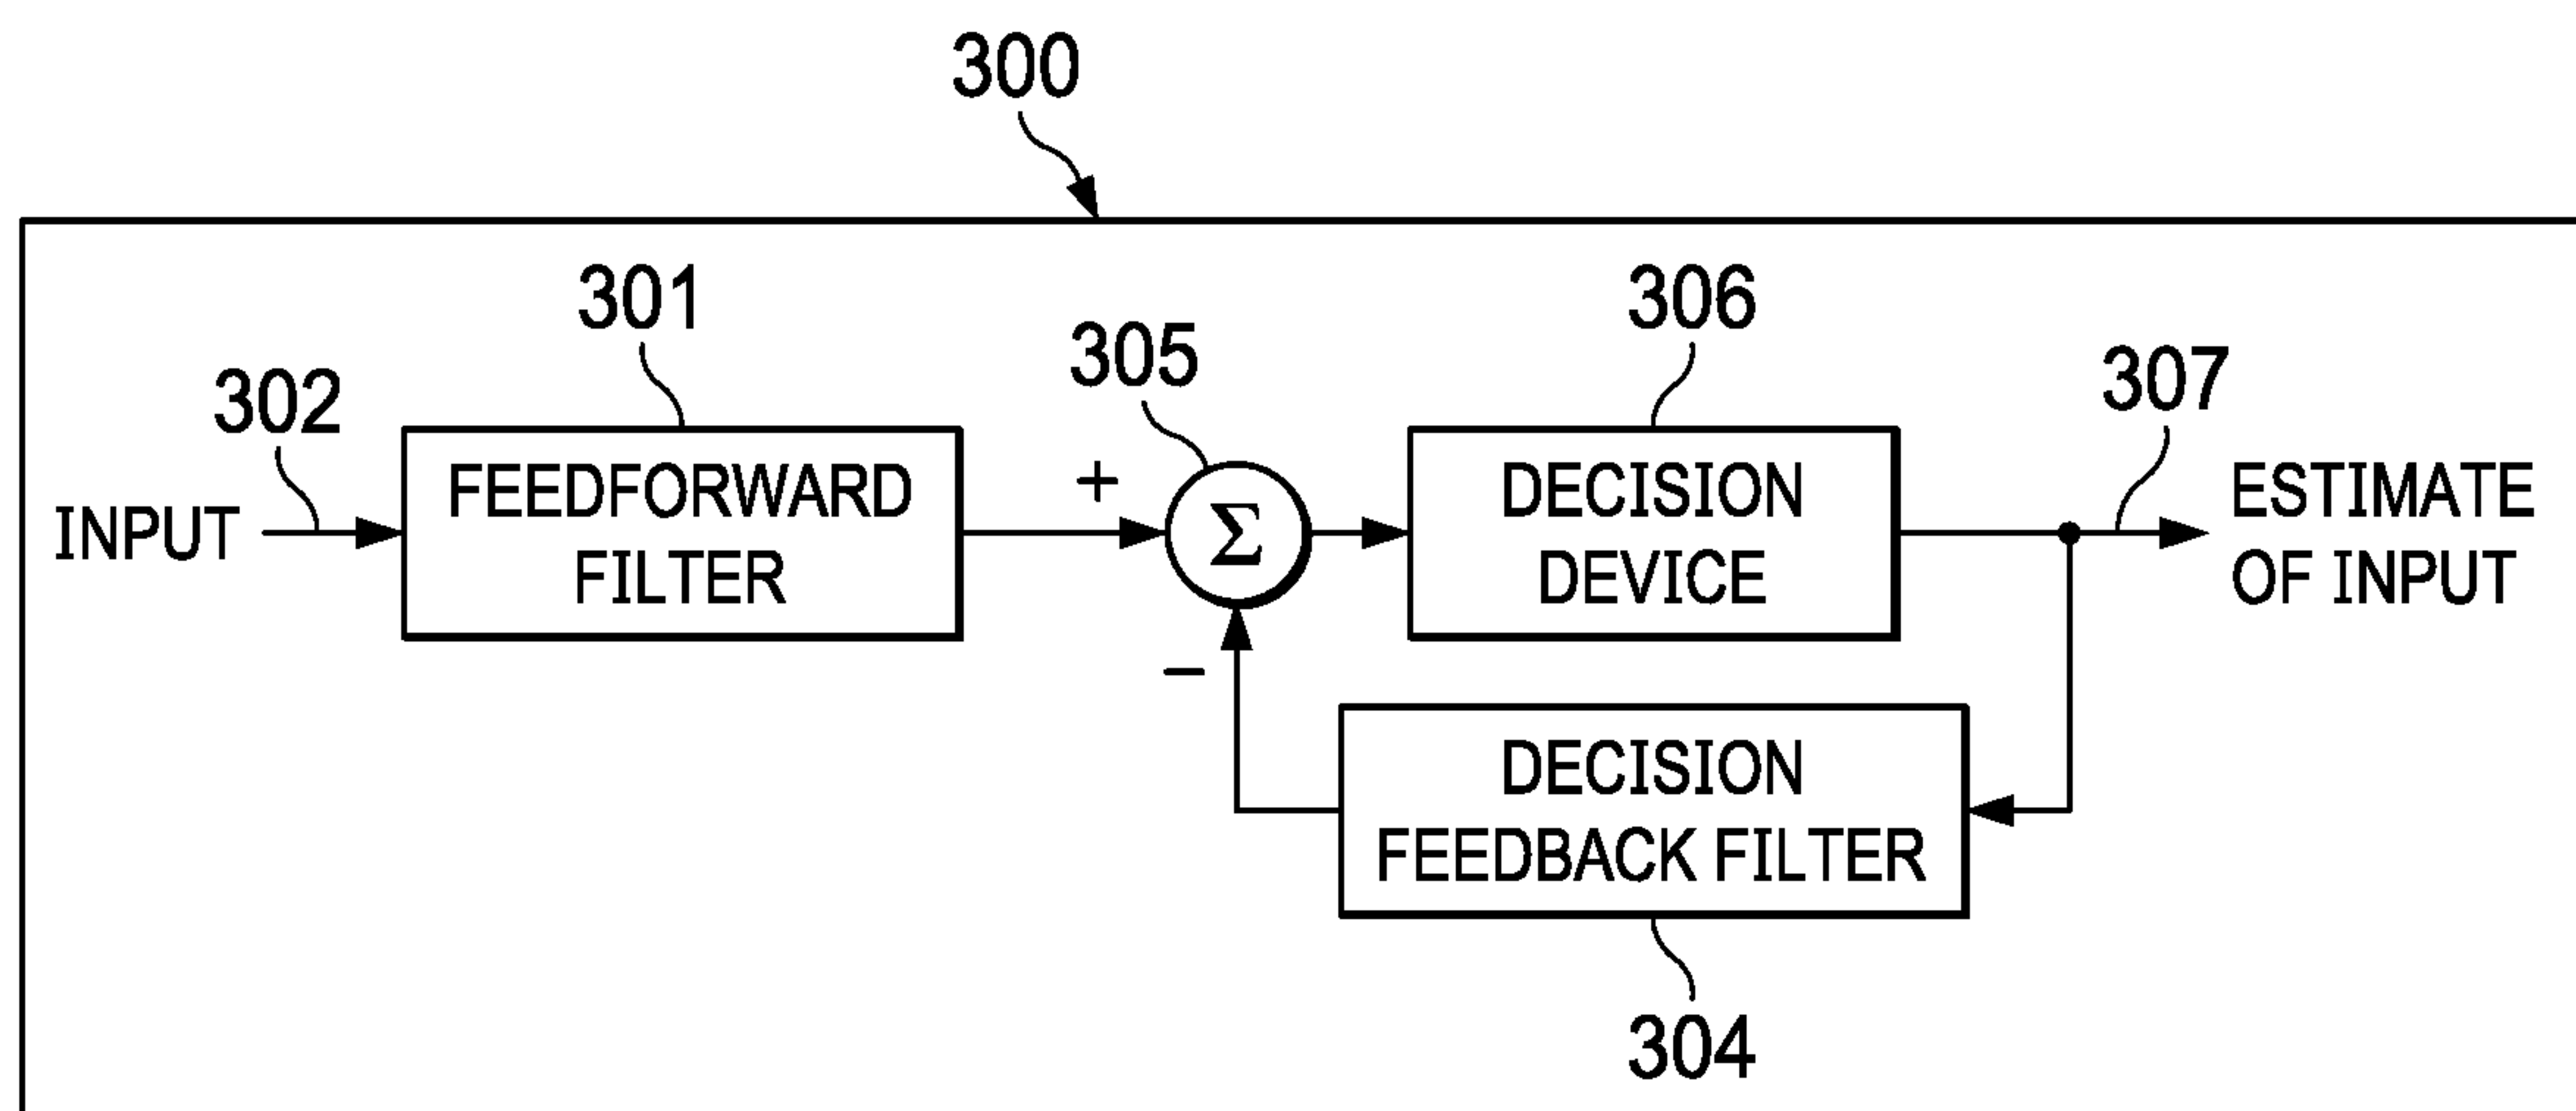 300
301
306
305
307
302
+
INPUT
FEEDFORWARD
FILTER
Σ
DECISION
DEVICE
ESTIMATE
OF INPUT
−
DECISION
FEEDBACK FILTER
304